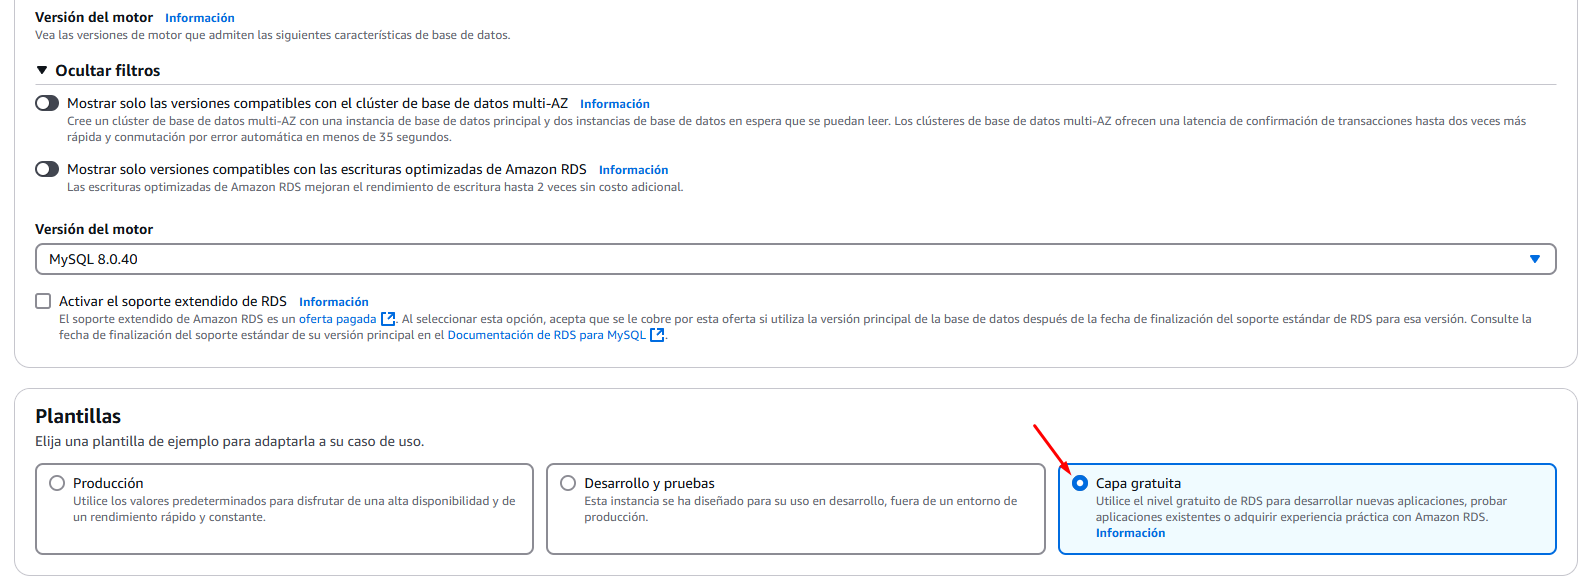 Versión del motor Información
Vea las versiones de motor que admiten las siguientes características de base de datos.
Ocultar filtros
Mostrar solo las versiones compatibles con el clúster de base de datos multi-AZ Información
Cree un clúster de base de datos multi-AZ con una instancia de base de datos principal y dos instancias de base de datos en espera que se puedan leer. Los clústeres de base de datos multi-AZ ofrecen una latencia de confirmación de transacciones hasta dos veces más
rápida y conmutación por error automática en menos de 35 segundos.
Mostrar solo versiones compatibles con las escrituras optimizadas de Amazon RDS Información
Las escrituras optimizadas de Amazon RDS mejoran el rendimiento de escritura hasta 2 veces sin costo adicional.
Versión del motor
MySQL 8.0.40
Activar el soporte extendido de RDS Información
El soporte extendido de Amazon RDS es un oferta pagada. Al seleccionar esta opción, acepta que se le cobre por esta oferta si utiliza la versión principal de la base de datos después de la fecha de finalización del soporte estándar de RDS para esa versión. Consulte la
fecha de finalización del soporte estándar de su versión principal en el Documentación de RDS para MySQL.
Plantillas
Elija una plantilla de ejemplo para adaptarla a su caso de uso.
Producción
Utilice los valores predeterminados para disfrutar de una alta disponibilidad y de
un rendimiento rápido y constante.
Desarrollo y pruebas
Esta instancia se ha diseñado para su uso en desarrollo, fuera de un entorno de
producción.
Capa gratuita
Utilice el nivel gratuito de RDS para desarrollar nuevas aplicaciones, probar
aplicaciones existentes o adquirir experiencia práctica con Amazon RDS.
Información